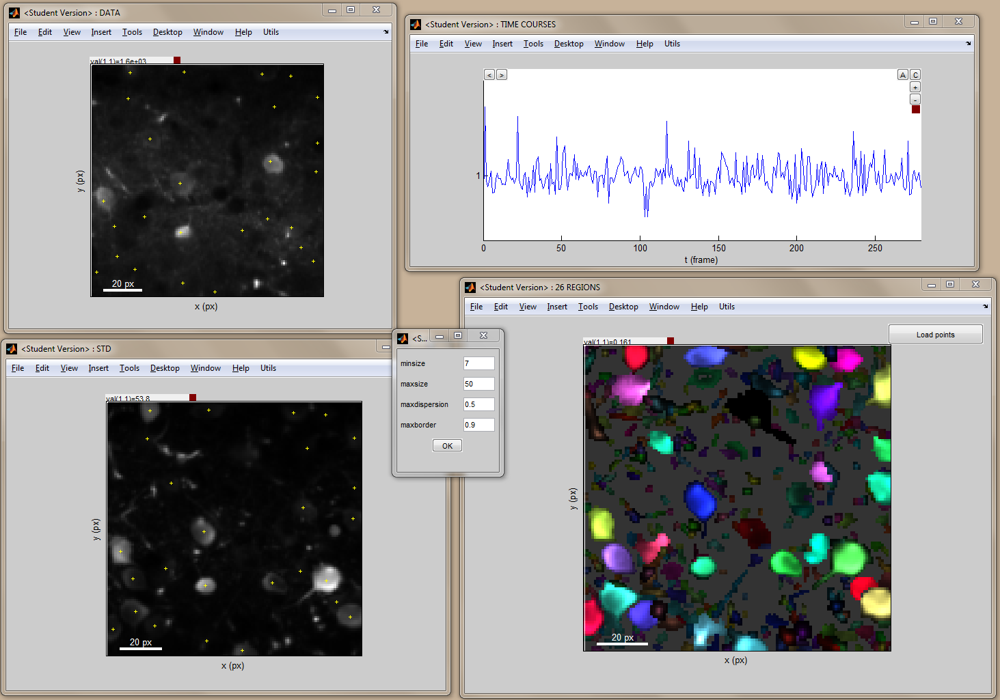 <Student Version> : DATA
File Edit View Insert Tools Desktop Window Help Utils
val(1,1)=1.6e+03
y (px)
20 px
x (px)
<Student Version> : TIME COURSES
File Edit View Insert Tools Desktop Window Help Utils
< > A C
+
-
1
0 50 100 150 200 250
t (frame)
<Student Version> : STD
File Edit View Insert Tools Desktop Window Help Utils
val(1,1)=53.8
y (px)
20 px
x (px)
<S...
minsize 7
maxsize 50
maxdispersion 0.5
maxborder 0.9
OK
<Student Version> : 26 REGIONS
File Edit View Insert Tools Desktop Window Help Utils
Load points
val(1,1)=0.161
y (px)
20 px
x (px)